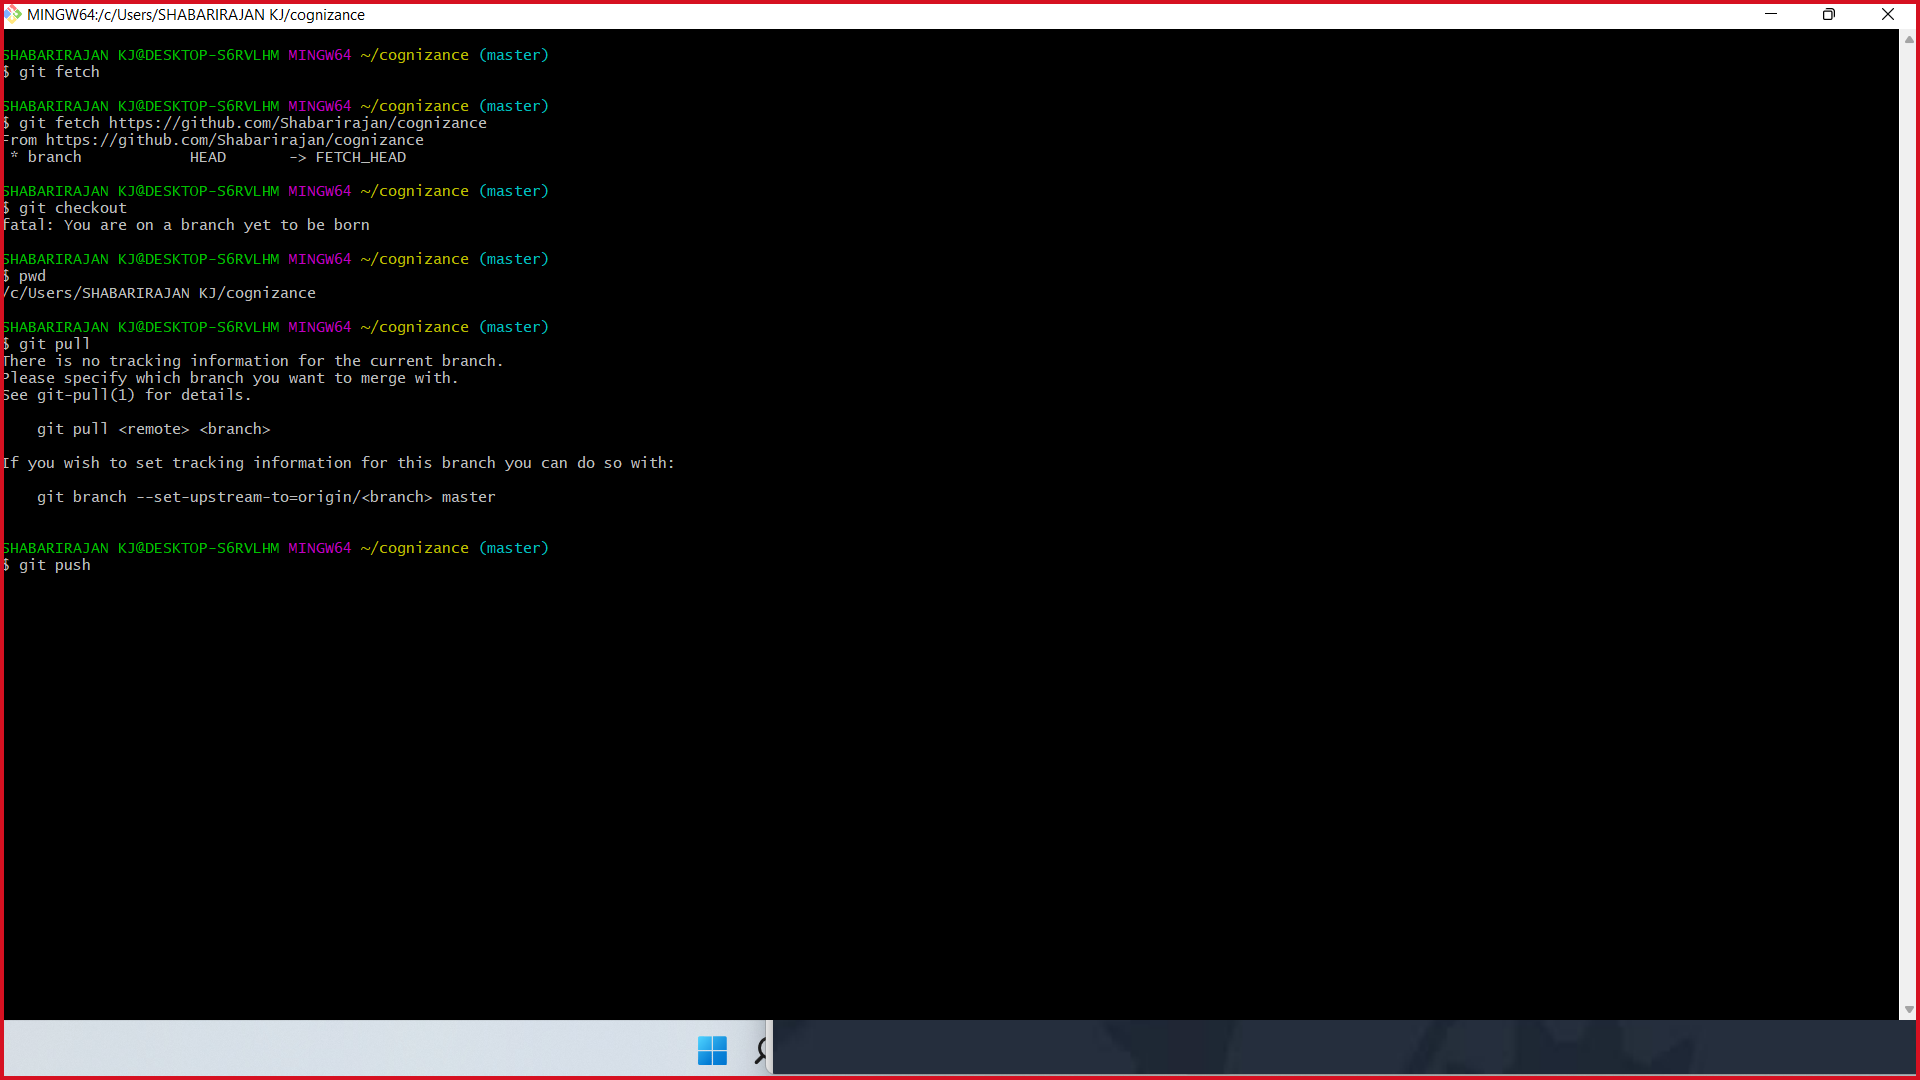 MINGW64:/c/Users/SHABARIRAJAN KJ/cognizance
SHABARIRAJAN KJ@DESKTOP-S6RVLHM MINGW64 ~/cognizance (master)
$ git fetch
SHABARIRAJAN KJ@DESKTOP-S6RVLHM MINGW64 ~/cognizance (master)
$ git fetch https://github.com/Shabarirajan/cognizance
From https://github.com/Shabarirajan/cognizance
 * branch            HEAD       -> FETCH_HEAD
SHABARIRAJAN KJ@DESKTOP-S6RVLHM MINGW64 ~/cognizance (master)
$ git checkout
fatal: You are on a branch yet to be born
SHABARIRAJAN KJ@DESKTOP-S6RVLHM MINGW64 ~/cognizance (master)
$ pwd
/c/Users/SHABARIRAJAN KJ/cognizance
SHABARIRAJAN KJ@DESKTOP-S6RVLHM MINGW64 ~/cognizance (master)
$ git pull
There is no tracking information for the current branch.
Please specify which branch you want to merge with.
See git-pull(1) for details.
    git pull <remote> <branch>
If you wish to set tracking information for this branch you can do so with:
    git branch --set-upstream-to=origin/<branch> master
SHABARIRAJAN KJ@DESKTOP-S6RVLHM MINGW64 ~/cognizance (master)
$ git push